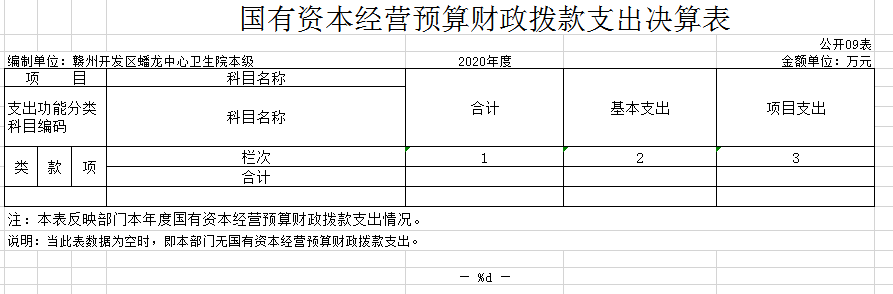 国有资本经营预算财政拨款支出决算表
公开09表
编制单位：赣州开发区蟠龙中心卫生院本级 2020年度 金额单位：万元
项 目 科目名称
支出功能分类科目编码 科目名称 合计 基本支出 项目支出
类 款 项 栏次 1 2 3
合计
注：本表反映部门本年度国有资本经营预算财政拨款支出情况。
说明：当此表数据为空时，即本部门无国有资本经营预算财政拨款支出。
— %d —